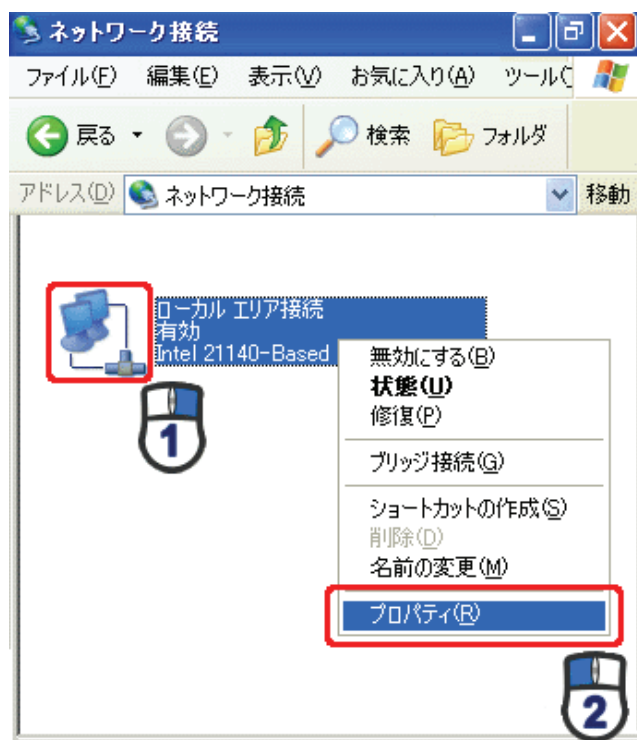 ネットワーク接続
ファイル(F) 編集(E) 表示(V) お気に入り(A) ツール(
戻る 検索 フォルダ
アドレス(D) ネットワーク接続 移動
ローカル エリア接続
有効
Intel 21140-Based
無効にする(B)
状態(U)
修復(P)
ブリッジ接続(G)
ショートカットの作成(S)
削除(D)
名前の変更(M)
プロパティ(R)
1
2